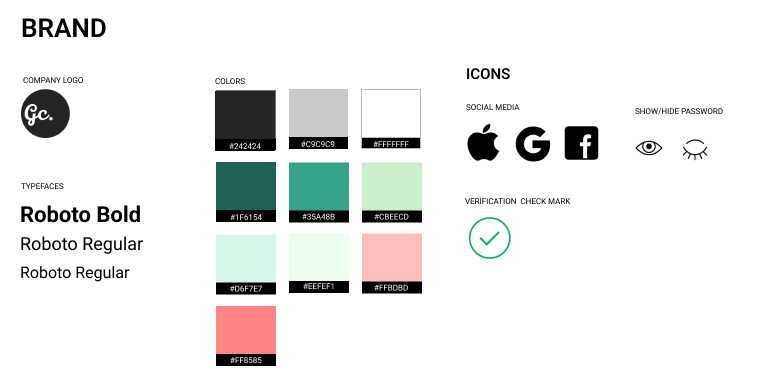 BRAND
COMPANY LOGO
Gc.
TYPEFACES
Roboto Bold
Roboto Regular
Roboto Regular
COLORS
#242424
#C9C9C9
#FFFFFFF
#1F6154
#35A48B
#CBEECD
#D6F7E7
#EEFEF1
#FFBDBD
#FF8585
ICONS
SOCIAL MEDIA
G
f
SHOW/HIDE PASSWORD
VERIFICATION CHECK MARK